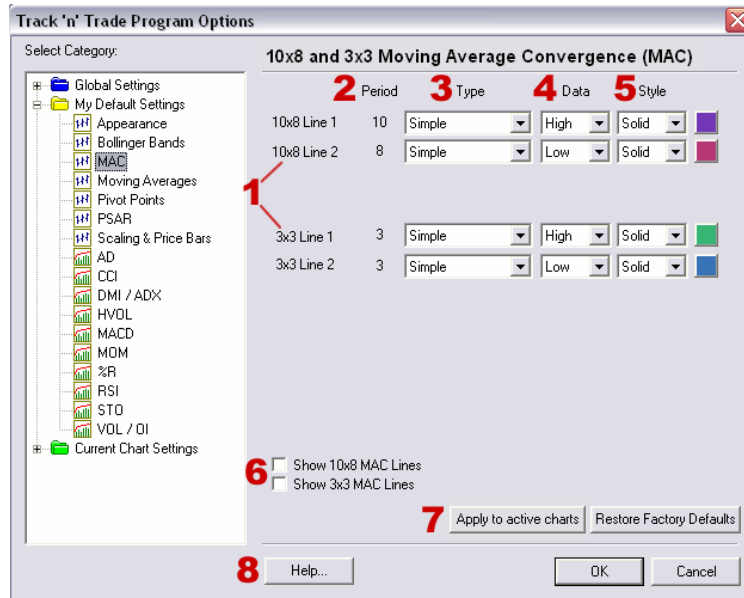 Track 'n' Trade Program Options
Select Category:
Global Settings
My Default Settings
Appearance
Bollinger Bands
MAC
Moving Averages
Pivot Points
PSAR
Scaling & Price Bars
AD
CCI
DMI / ADX
HVOL
MACD
MOM
%R
RSI
STO
VOL / OI
Current Chart Settings
10x8 and 3x3 Moving Average Convergence (MAC)
2 Period 3 Type 4 Data 5 Style
10x8 Line 1 10 Simple High Solid
10x8 Line 2 8 Simple Low Solid
1
3x3 Line 1 3 Simple High Solid
3x3 Line 2 3 Simple Low Solid
6
Show 10x8 MAC Lines
Show 3x3 MAC Lines
7 Apply to active charts Restore Factory Defaults
8 Help... OK Cancel